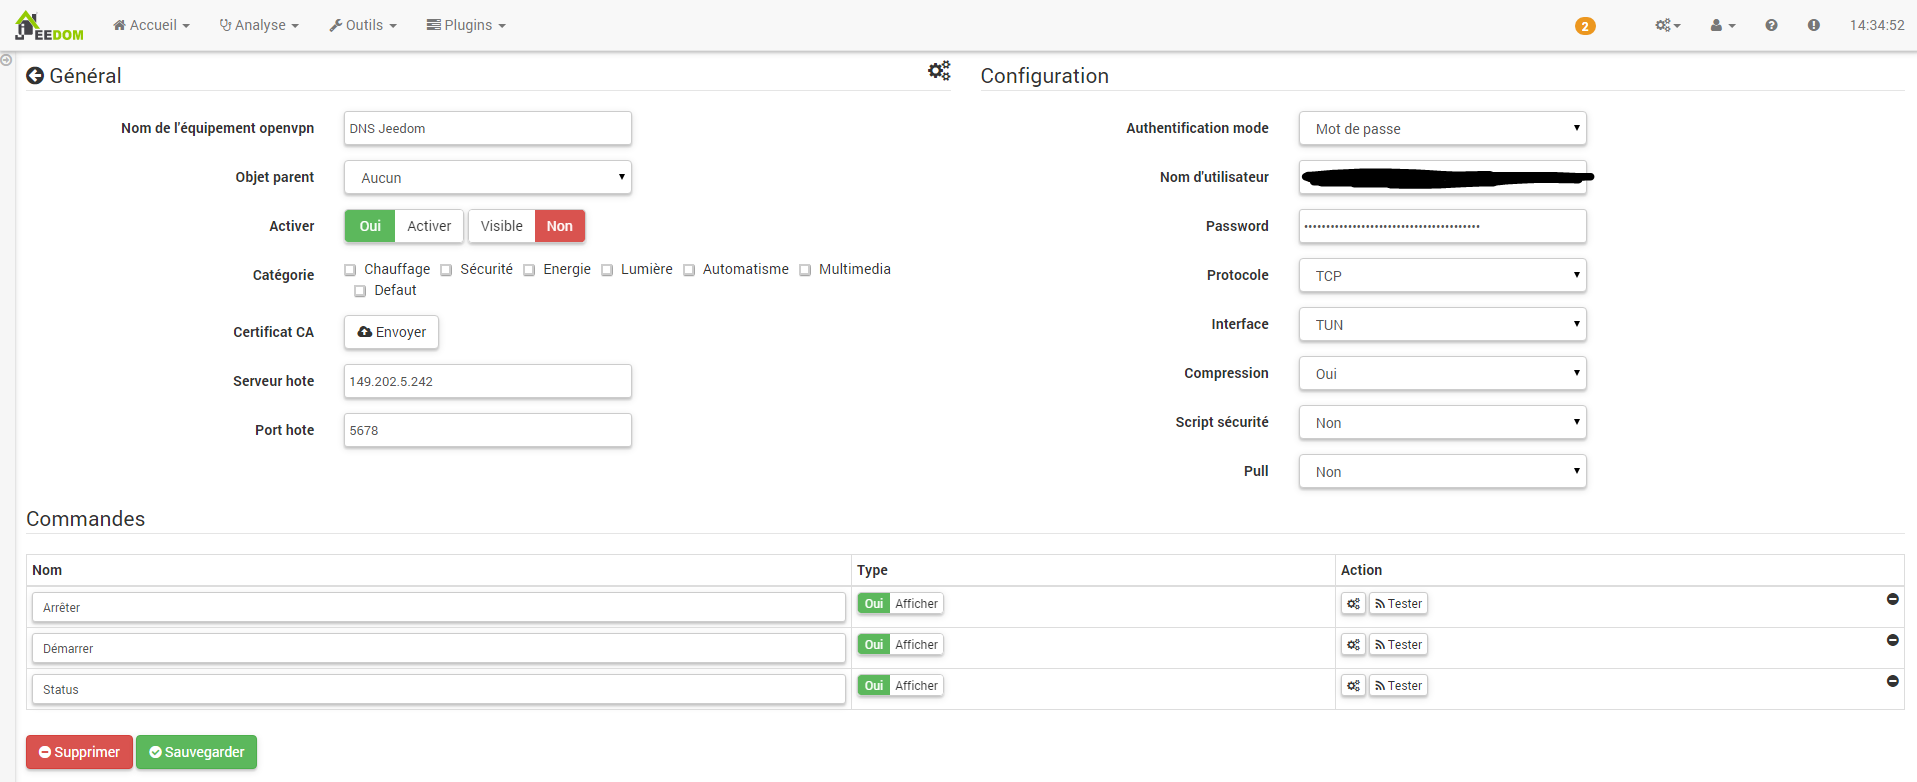 JEEDOM Accueil Analyse Outils Plugins 2 14:34:52
Général
Nom de l'équipement openvpn DNS Jeedom
Objet parent Aucun
Activer Oui Activer Visible Non
Catégorie Chauffage Sécurité Energie Lumière Automatisme Multimedia
Defaut
Certificat CA Envoyer
Serveur hote 149.202.5.242
Port hote 5678
Configuration
Authentification mode Mot de passe
Nom d'utilisateur
Password ••••••••••••••••••••••••••••••••••••••••
Protocole TCP
Interface TUN
Compression Oui
Script sécurité Non
Pull Non
Commandes
Nom Type Action
Arrêter Oui Afficher Tester
Démarrer Oui Afficher Tester
Status Oui Afficher Tester
Supprimer Sauvegarder